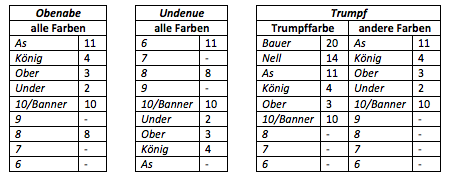 Obenabe
alle Farben
As 11
König 4
Ober 3
Under 2
10/Banner 10
9 -
8 8
7 -
6 -
Undenue
alle Farben
6 11
7 -
8 8
9 -
10/Banner 10
Under 2
Ober 3
König 4
As -
Trumpf
Trumpffarbe andere Farben
Bauer 20 As 11
Nell 14 König 4
As 11 Ober 3
König 4 Under 2
Ober 3 10/Banner 10
10/Banner 10 9 -
8 - 8 -
7 - 7 -
6 - 6 -